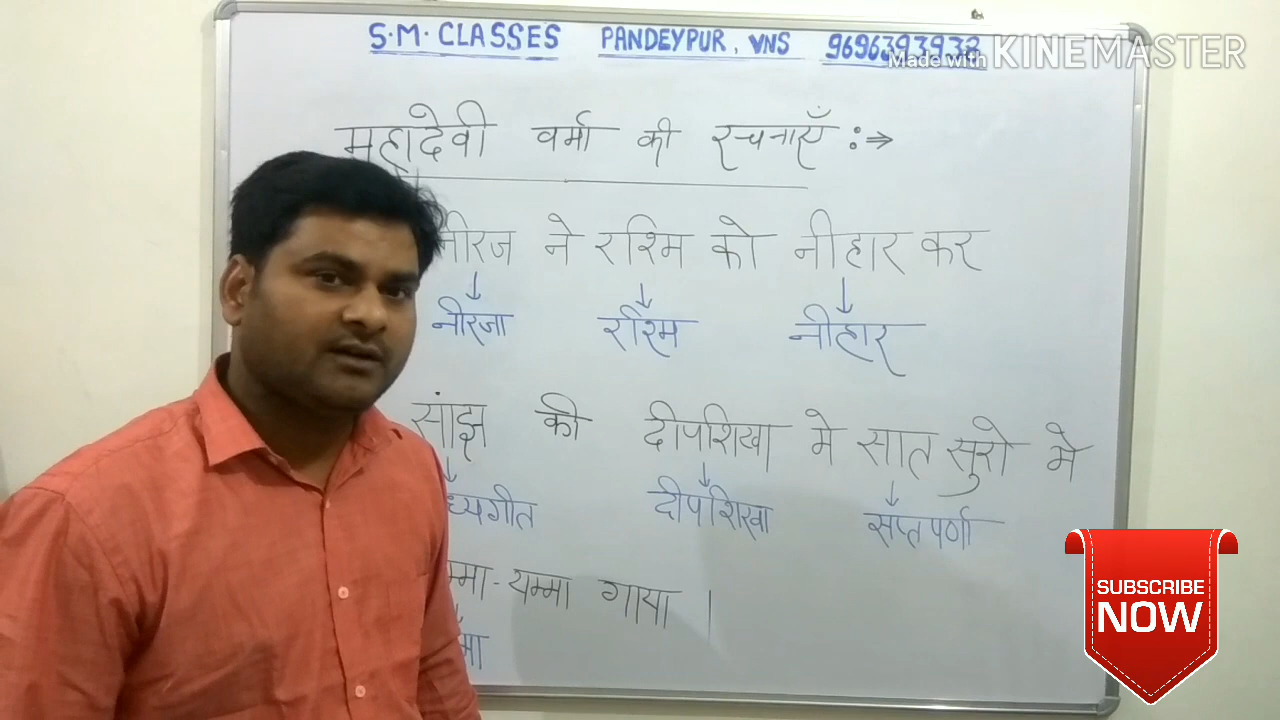 S.M. CLASSES PANDEYPUR, VNS 9696393938
Made with KINEMASTER
महादेवी वर्मा की रचनाएँ :⇒
नीरज ने रश्मि को नीहार कर
नीरजा रश्मि नीहार
सांझ की दीपशिखा मे सात सुरो मे
ध्यगीत दीपशिखा सप्तपर्णा
म्मा-यम्मा गाया ।
मा
SUBSCRIBE
NOW